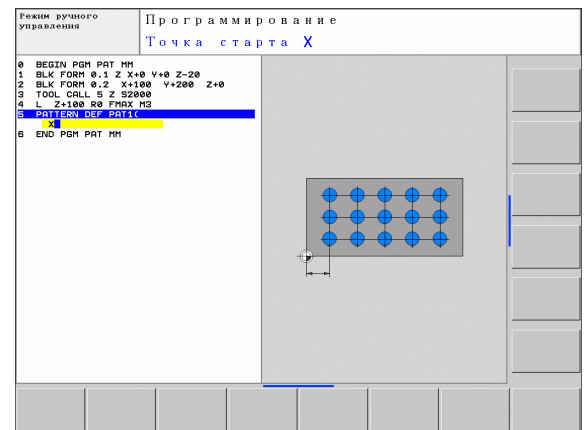 Режим ручного
управления
Программирование
Точка старта X
0 BEGIN PGM PAT MM
1 BLK FORM 0.1 Z X+0 Y+0 Z-20
2 BLK FORM 0.2 X+100 Y+200 Z+0
3 TOOL CALL 5 Z S2000
4 L Z+100 R0 FMAX M3
5 PATTERN DEF PAT1(
X
6 END PGM PAT MM